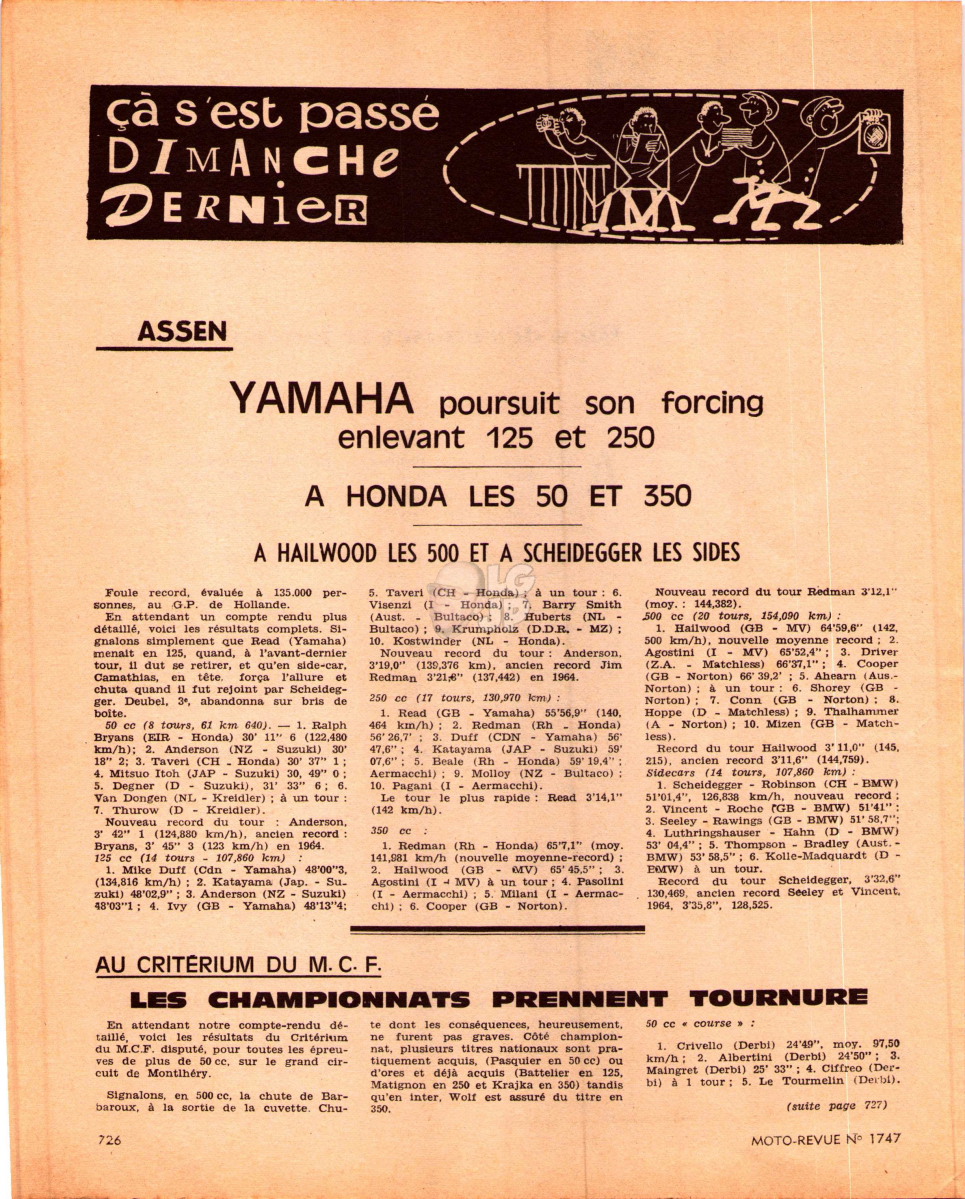 çà s'est passé
DIMANCHE
DERNIER
ASSEN
YAMAHA poursuit son forcing
enlevant 125 et 250
A HONDA LES 50 ET 350
A HAILWOOD LES 500 ET A SCHEIDEGGER LES SIDES
Foule record, évaluée à 135.000 per-
sonnes, au G.P. de Hollande.
En attendant un compte rendu plus
détaillé, voici les résultats complets. Si-
gnalons simplement que Read (Yamaha)
menait en 125, quand, à l'avant-dernier
tour, il dut se retirer, et qu'en side-car,
Camathias, en tête, força l'allure et
chuta quand il fut rejoint par Scheideg-
ger. Deubel, 3e, abandonna sur bris de
boîte.
50 cc (8 tours, 61 km 640). — 1. Ralph
Bryans (EIR - Honda) 30' 11" 6 (122,480
km/h); 2. Anderson (NZ - Suzuki) 30'
18" 2; 3. Taveri (CH - Honda) 30' 37" 1 ;
4. Mitsuo Itoh (JAP - Suzuki) 30, 49" 0 ;
5. Degner (D - Suzuki), 31' 33" 6 ; 6.
Van Dongen (NL - Kreidler) ; à un tour :
7. Thurow (D - Kreidler).
Nouveau record du tour : Anderson,
3' 42" 1 (124,880 km/h), ancien record :
Bryans, 3' 45" 3 (123 km/h) en 1964.
125 cc (14 tours - 107,860 km) :
1. Mike Duff (Cdn - Yamaha) 48'00"3,
(134,816 km/h) ; 2. Katayama (Jap. - Su-
zuki) 48'02,9" ; 3. Anderson (NZ - Suzuki)
48'03"1 ; 4. Ivy (GB - Yamaha) 48'13"4;
5. Taveri (CH - Honda) ; à un tour : 6.
Visenzi (I - Honda) ; 7. Barry Smith
(Aust. - Bultaco) ; 8. Huberts (NL -
Bultaco) ; 9. Krumpholz (D.D.R. - MZ) ;
10. Kostwinder (NL - Honda).
Nouveau record du tour : Anderson,
3'19,0" (139,376 km), ancien record Jim
Redman 3'21,6" (137,442) en 1964.
250 cc (17 tours, 130,970 km) :
1. Read (GB - Yamaha) 55'56,9" (140,
464 km/h) ; 2. Redman (Rh - Honda)
56'26,7' ; 3. Duff (CDN - Yamaha) 56'
47,6" ; 4. Katayama (JAP - Suzuki) 59'
07,6" ; 5. Beale (Rh - Honda) 59'19,4" ;
Aermacchi) ; 9. Molloy (NZ - Bultaco) ;
10. Pagani (I - Aermacchi).
Le tour le plus rapide : Read 3'14,1"
(142 km/h).
350 cc :
1. Redman (Rh - Honda) 65'7,1" (moy.
141,981 km/h (nouvelle moyenne-record) ;
2. Hailwood (GB - MV) 65'45,5" ; 3.
Agostini (I - MV) à un tour ; 4. Pasolini
(I - Aermacchi) ; 5. Milani (I - Aermac-
chi) ; 6. Cooper (GB - Norton).
Nouveau record du tour Redman 3'12,1"
(moy. : 144,382).
500 cc (20 tours, 154,090 km) :
1. Hailwood (GB - MV) 64'59,6" (142,
500 km/h), nouvelle moyenne record ; 2.
Agostini (I - MV) 65'52,4" ; 3. Driver
(Z.A. - Matchless) 66'37,1" ; 4. Cooper
(GB - Norton) 66' 39,2' ; 5. Ahearn (Aus.-
Norton) ; à un tour : 6. Shorey (GB -
Norton) ; 7. Conn (GB - Norton) ; 8.
Hoppe (D - Matchless) ; 9. Thalhammer
(A - Norton) ; 10. Mizen (GB - Match-
less).
Record du tour Hailwood 3'11,0" (145,
215), ancien record 3'11,6" (144,759).
Sidecars (14 tours, 107,860 km) :
1. Scheidegger - Robinson (CH - BMW)
51'01,4", 126,838 km/h, nouveau record ;
2. Vincent - Roche (GB - BMW) 51'41" ;
3. Seeley - Rawings (GB - BMW) 51'58,7";
4. Luthringshauser - Hahn (D - BMW)
53' 04,4" ; 5. Thompson - Bradley (Aust.-
BMW) 53'58,5" ; 6. Kolle-Madquardt (D -
BMW) à un tour.
Record du tour Scheidegger, 3'32,6"
130,469, ancien record Seeley et Vincent,
1964, 3'35,8", 128,525.
AU CRITÉRIUM DU M. C. F.
LES CHAMPIONNATS PRENNENT TOURNURE
En attendant notre compte-rendu dé-
taillé, voici les résultats du Critérium
du M.C.F. disputé, pour toutes les épreu-
ves de plus de 50 cc, sur le grand cir-
cuit de Montlhéry.
Signalons, en 500 cc, la chute de Bar-
baroux, à la sortie de la cuvette. Chu-
te dont les conséquences, heureusement,
ne furent pas graves. Côté champion-
nat, plusieurs titres nationaux sont pra-
tiquement acquis, (Pasquier en 50 cc) ou
d'ores et déjà acquis (Battelier en 125,
Matignon en 250 et Krajka en 350) tandis
qu'en inter, Wolf est assuré du titre en
350.
50 cc « course » :
1. Crivello (Derbi) 24'49", moy. 97,50
km/h ; 2. Albertini (Derbi) 24'50" ; 3.
Maingret (Derbi) 25' 33" ; 4. Ciffreo (Der-
bi) à 1 tour ; 5. Le Tourmelin (Derbi).
(suite page 727)
726
MOTO-REVUE N° 1747
LG